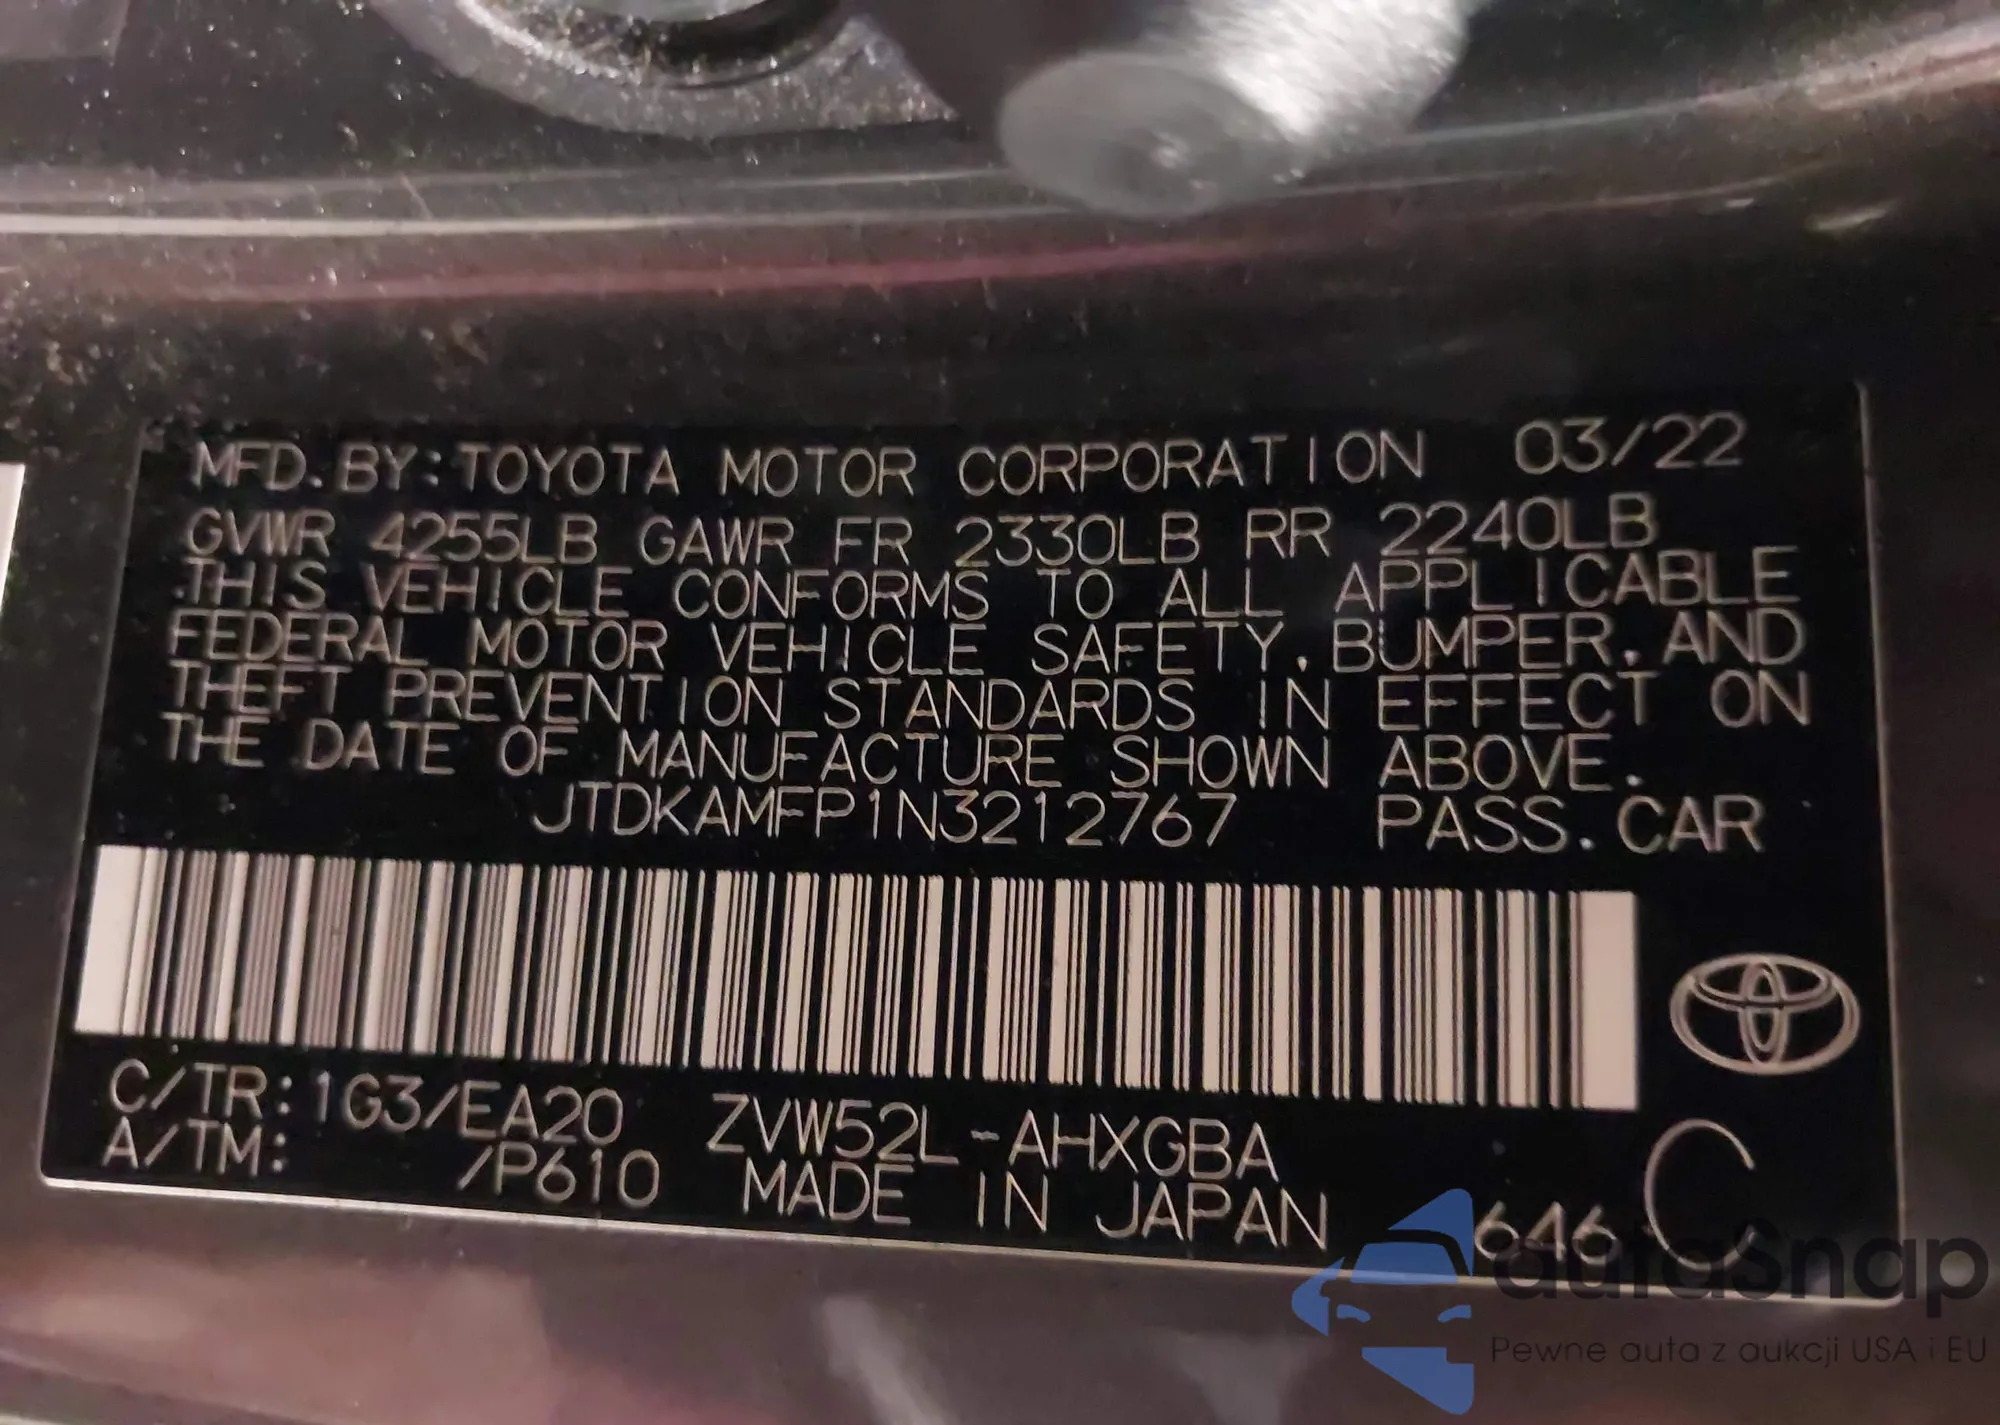 MFD. BY: TOYOTA MOTOR CORPORATION 03/22
GVWR 4255LB GAWR FR 2330LB RR 2240LB
THIS VEHICLE CONFORMS TO ALL APPLICABLE
FEDERAL MOTOR VEHICLE SAFETY, BUMPER, AND
THEFT PREVENTION STANDARDS IN EFFECT ON
THE DATE OF MANUFACTURE SHOWN ABOVE.
JTDKAMFP1N3212767 PASS. CAR
C/TR: 1G3/EA20 ZVW52L-AHXGBA
A/TM: /P610 MADE IN JAPAN 646 C
autoSnap
Pewne auta z aukcji USA i EU